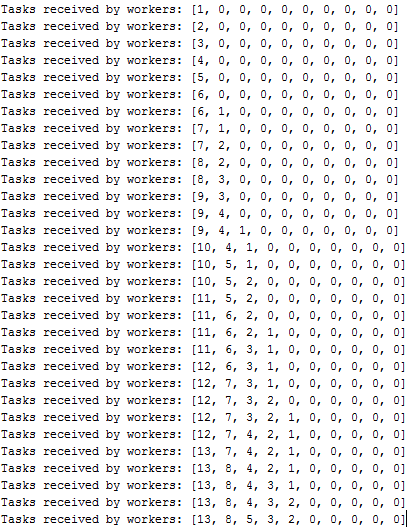 Tasks received by workers: [1, 0, 0, 0, 0, 0, 0, 0, 0, 0]
Tasks received by workers: [2, 0, 0, 0, 0, 0, 0, 0, 0, 0]
Tasks received by workers: [3, 0, 0, 0, 0, 0, 0, 0, 0, 0]
Tasks received by workers: [4, 0, 0, 0, 0, 0, 0, 0, 0, 0]
Tasks received by workers: [5, 0, 0, 0, 0, 0, 0, 0, 0, 0]
Tasks received by workers: [6, 0, 0, 0, 0, 0, 0, 0, 0, 0]
Tasks received by workers: [6, 1, 0, 0, 0, 0, 0, 0, 0, 0]
Tasks received by workers: [7, 1, 0, 0, 0, 0, 0, 0, 0, 0]
Tasks received by workers: [7, 2, 0, 0, 0, 0, 0, 0, 0, 0]
Tasks received by workers: [8, 2, 0, 0, 0, 0, 0, 0, 0, 0]
Tasks received by workers: [8, 3, 0, 0, 0, 0, 0, 0, 0, 0]
Tasks received by workers: [9, 3, 0, 0, 0, 0, 0, 0, 0, 0]
Tasks received by workers: [9, 4, 0, 0, 0, 0, 0, 0, 0, 0]
Tasks received by workers: [9, 4, 1, 0, 0, 0, 0, 0, 0, 0]
Tasks received by workers: [10, 4, 1, 0, 0, 0, 0, 0, 0, 0]
Tasks received by workers: [10, 5, 1, 0, 0, 0, 0, 0, 0, 0]
Tasks received by workers: [10, 5, 2, 0, 0, 0, 0, 0, 0, 0]
Tasks received by workers: [11, 5, 2, 0, 0, 0, 0, 0, 0, 0]
Tasks received by workers: [11, 6, 2, 0, 0, 0, 0, 0, 0, 0]
Tasks received by workers: [11, 6, 2, 1, 0, 0, 0, 0, 0, 0]
Tasks received by workers: [11, 6, 3, 1, 0, 0, 0, 0, 0, 0]
Tasks received by workers: [12, 6, 3, 1, 0, 0, 0, 0, 0, 0]
Tasks received by workers: [12, 7, 3, 1, 0, 0, 0, 0, 0, 0]
Tasks received by workers: [12, 7, 3, 2, 0, 0, 0, 0, 0, 0]
Tasks received by workers: [12, 7, 3, 2, 1, 0, 0, 0, 0, 0]
Tasks received by workers: [12, 7, 4, 2, 1, 0, 0, 0, 0, 0]
Tasks received by workers: [13, 7, 4, 2, 1, 0, 0, 0, 0, 0]
Tasks received by workers: [13, 8, 4, 2, 1, 0, 0, 0, 0, 0]
Tasks received by workers: [13, 8, 4, 3, 1, 0, 0, 0, 0, 0]
Tasks received by workers: [13, 8, 4, 3, 2, 0, 0, 0, 0, 0]
Tasks received by workers: [13, 8, 5, 3, 2, 0, 0, 0, 0, 0]